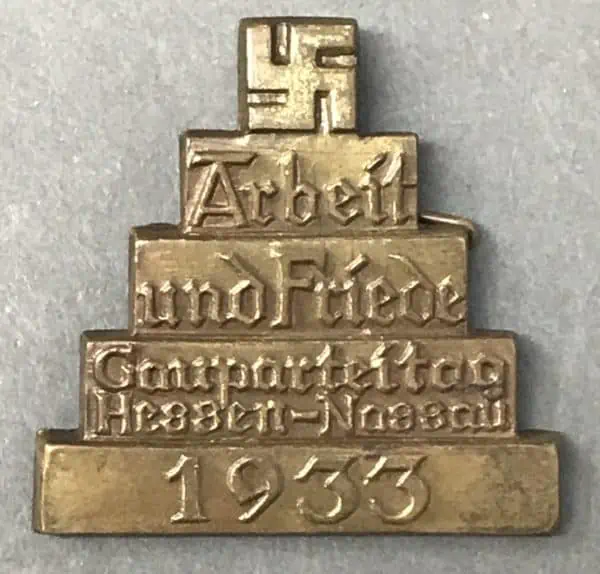 Arbeit
und Friede
Gauparteitag
Hessen-Nassau
1933